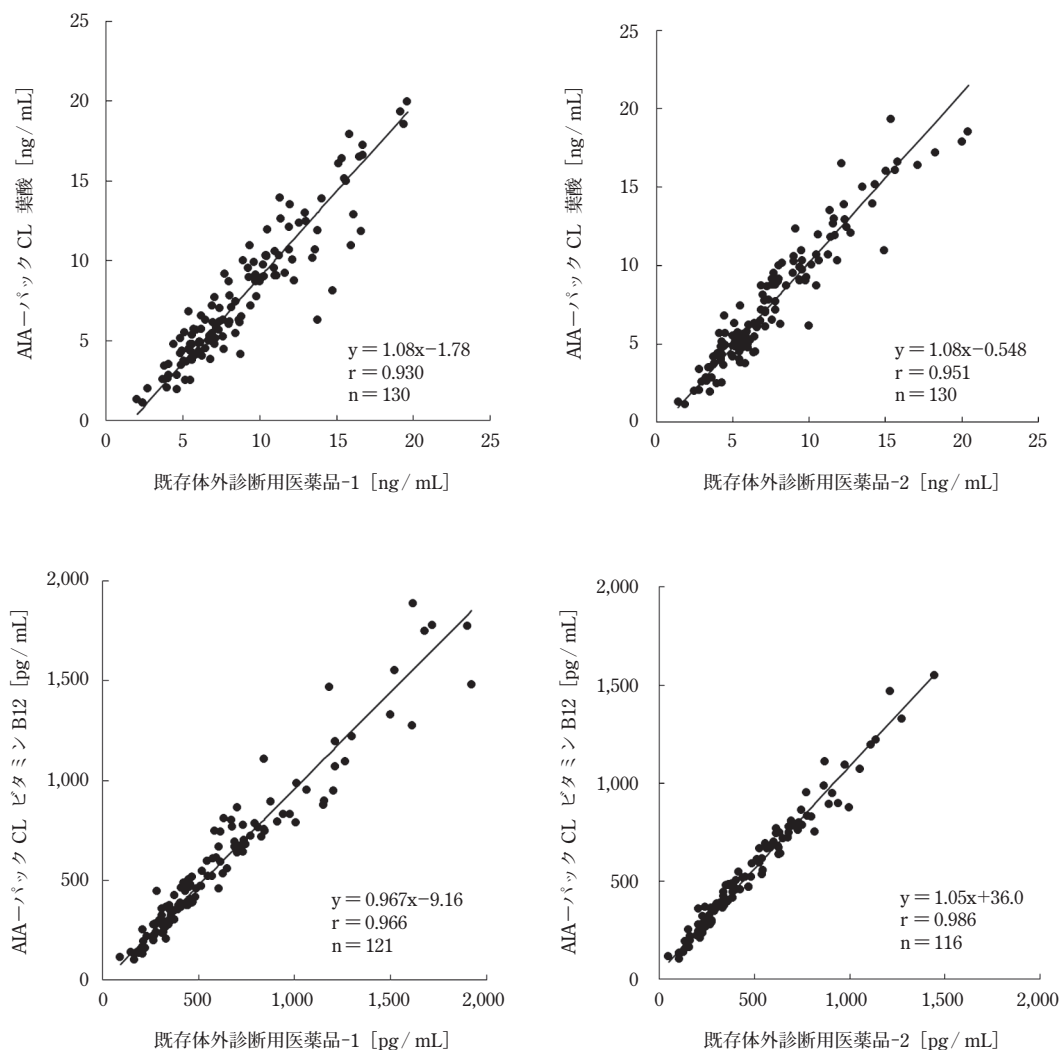 25
20
15
10
5
0
AIA－パック CL 葉酸 [ng / mL]
y＝1.08x−1.78
r＝0.930
n＝130
0 5 10 15 20 25
既存体外診断用医薬品-1 [ng / mL]
25
20
15
10
5
0
AIA－パック CL 葉酸 [ng / mL]
y＝1.08x−0.548
r＝0.951
n＝130
0 5 10 15 20 25
既存体外診断用医薬品-2 [ng / mL]
2,000
1,500
1,000
500
0
AIA－パック CL ビタミン B12 [pg / mL]
y＝0.967x−9.16
r＝0.966
n＝121
0 500 1,000 1,500 2,000
既存体外診断用医薬品-1 [pg / mL]
2,000
1,500
1,000
500
0
AIA－パック CL ビタミン B12 [pg / mL]
y＝1.05x+36.0
r＝0.986
n＝116
0 500 1,000 1,500 2,000
既存体外診断用医薬品-2 [pg / mL]